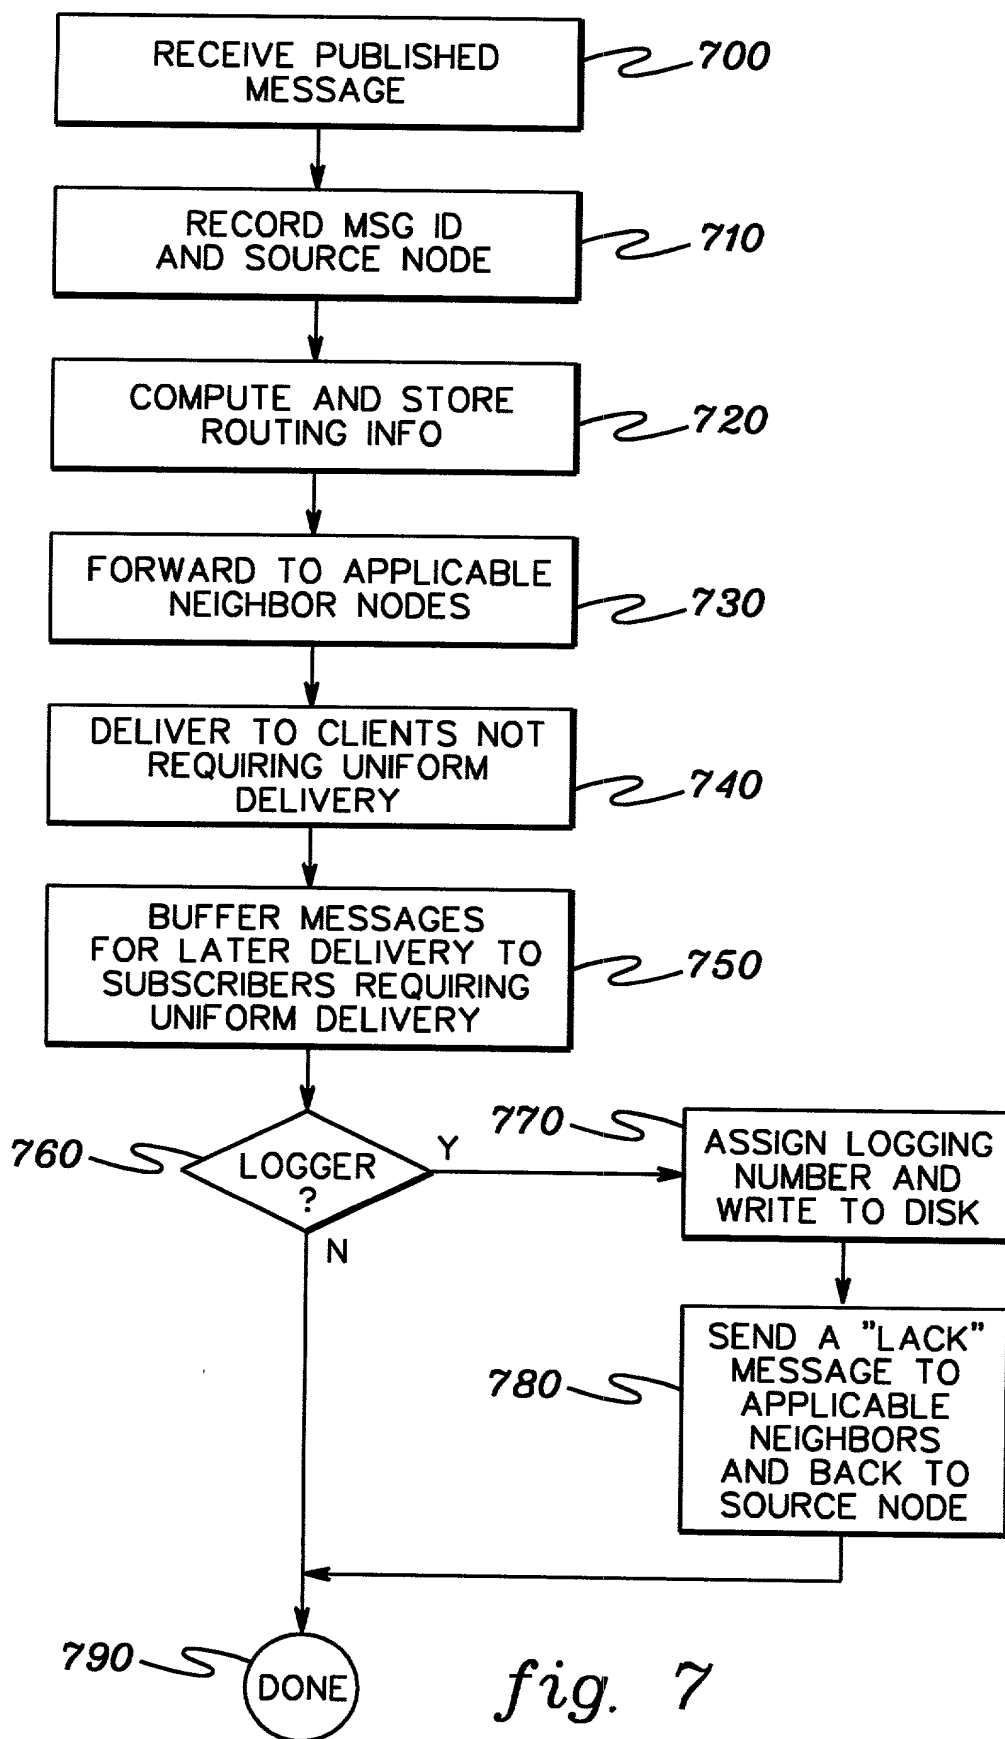 RECEIVE PUBLISHED
MESSAGE
700
RECORD MSG ID
AND SOURCE NODE
710
COMPUTE AND STORE
ROUTING INFO
720
FORWARD TO APPLICABLE
NEIGHBOR NODES
730
DELIVER TO CLIENTS NOT
REQUIRING UNIFORM
DELIVERY
740
BUFFER MESSAGES
FOR LATER DELIVERY TO
SUBSCRIBERS REQUIRING
UNIFORM DELIVERY
750
760
LOGGER
?
Y
N
770
ASSIGN LOGGING
NUMBER AND
WRITE TO DISK
780
SEND A "LACK"
MESSAGE TO
APPLICABLE
NEIGHBORS
AND BACK TO
SOURCE NODE
790
DONE
fig. 7